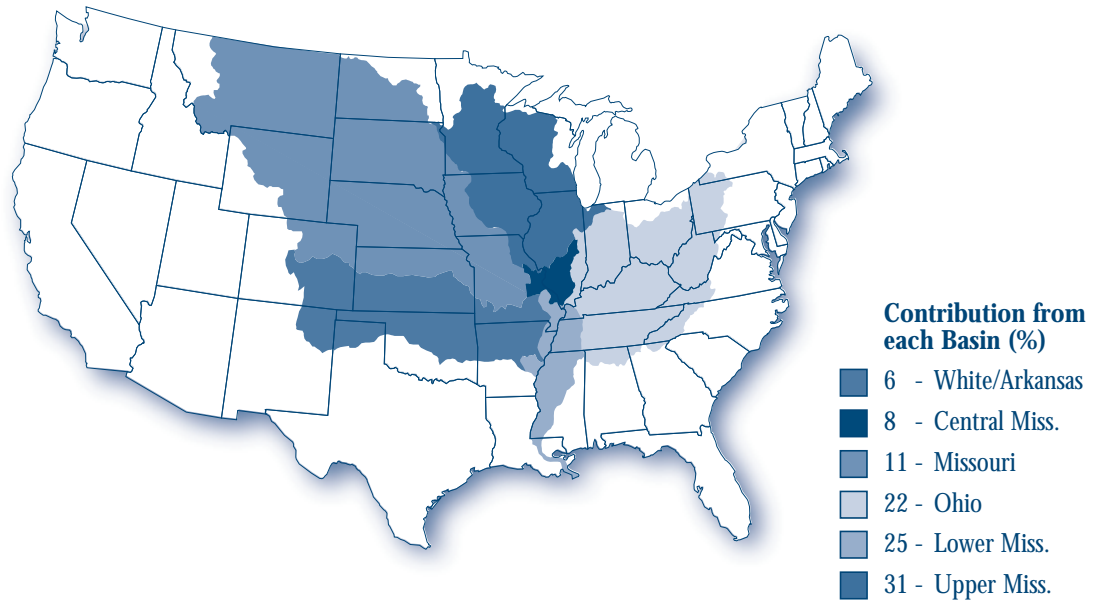 Contribution from
each Basin (%)
6 - White/Arkansas
8 - Central Miss.
11 - Missouri
22 - Ohio
25 - Lower Miss.
31 - Upper Miss.